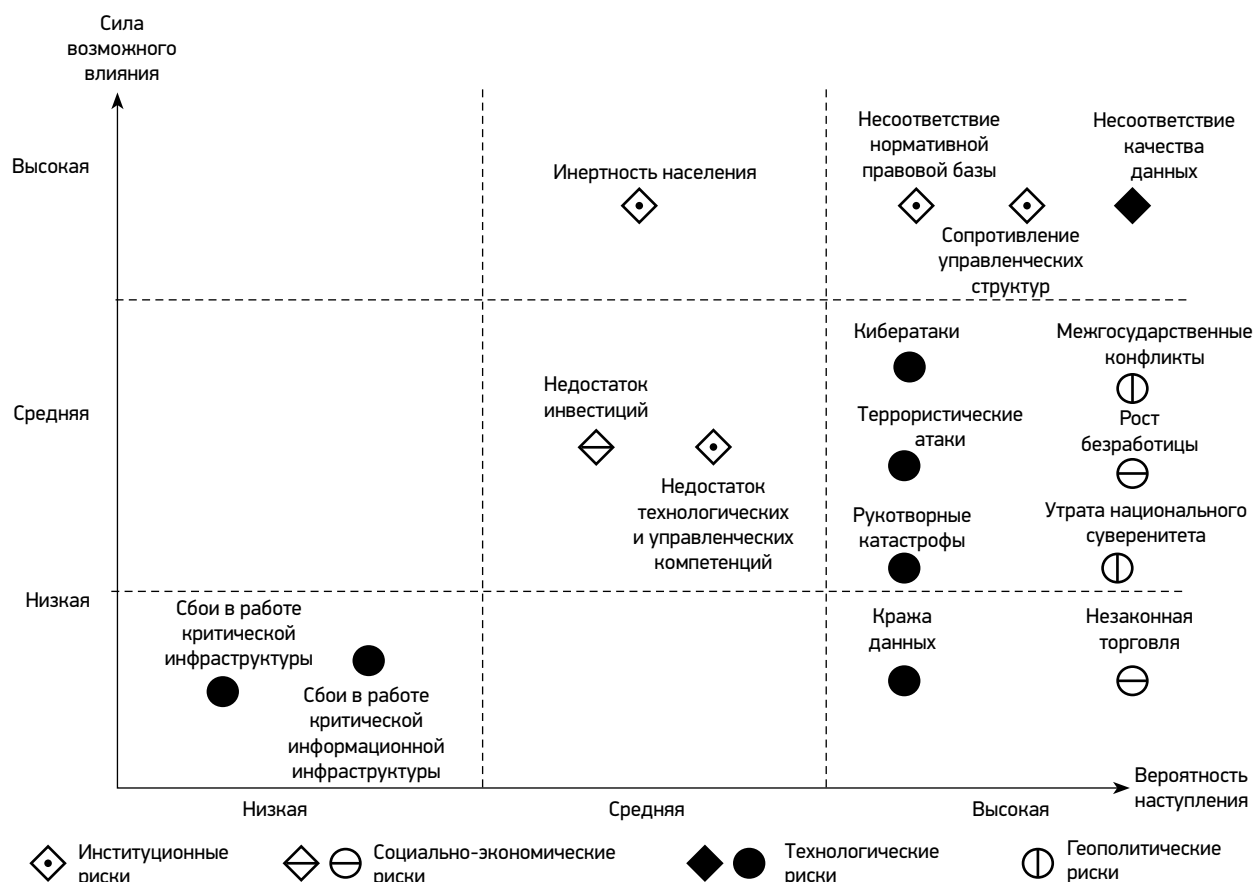 Сила
возможного
влияния
Высокая
Инертность населения
Несоответствие
нормативной
правовой базы
Сопротивление
управленческих
структур
Несоответствие
качества
данных
Средняя
Недостаток
инвестиций
Недостаток
технологических
и управленческих
компетенций
Кибератаки
Террористические
атаки
Рукотворные
катастрофы
Межгосударственные
конфликты
Рост
безработицы
Утрата национального
суверенитета
Низкая
Сбои в работе
критической
инфраструктуры
Сбои в работе
критической
информационной
инфраструктуры
Кража
данных
Незаконная
торговля
Низкая
Средняя
Высокая
Вероятность
наступления
Институционные
риски
Социально-экономические
риски
Технологические
риски
Геополитические
риски